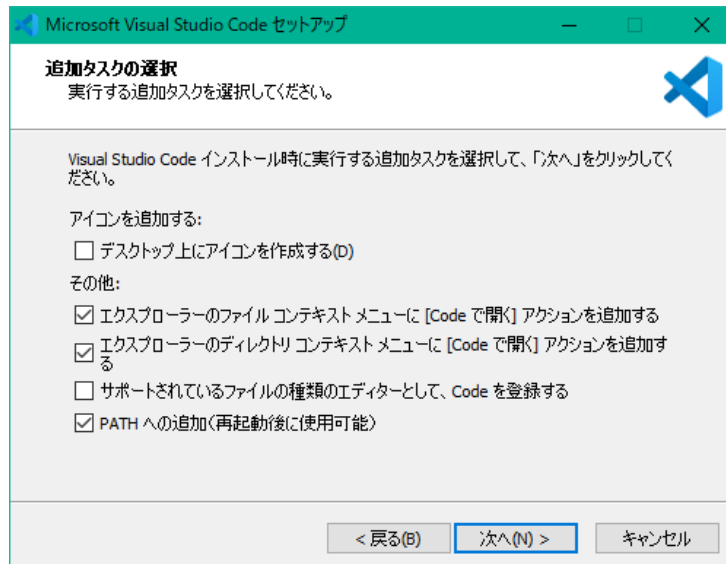 Microsoft Visual Studio Code セットアップ
追加タスクの選択
実行する追加タスクを選択してください。
Visual Studio Code インストール時に実行する追加タスクを選択して、「次へ」をクリックしてく
ださい。
アイコンを追加する:
デスクトップ上にアイコンを作成する(D)
その他:
エクスプローラーのファイル コンテキスト メニューに [Code で開く] アクションを追加する
エクスプローラーのディレクトリ コンテキスト メニューに [Code で開く] アクションを追加す
る
サポートされているファイルの種類のエディターとして、Code を登録する
PATH への追加（再起動後に使用可能）
< 戻る(B)
次へ(N) >
キャンセル